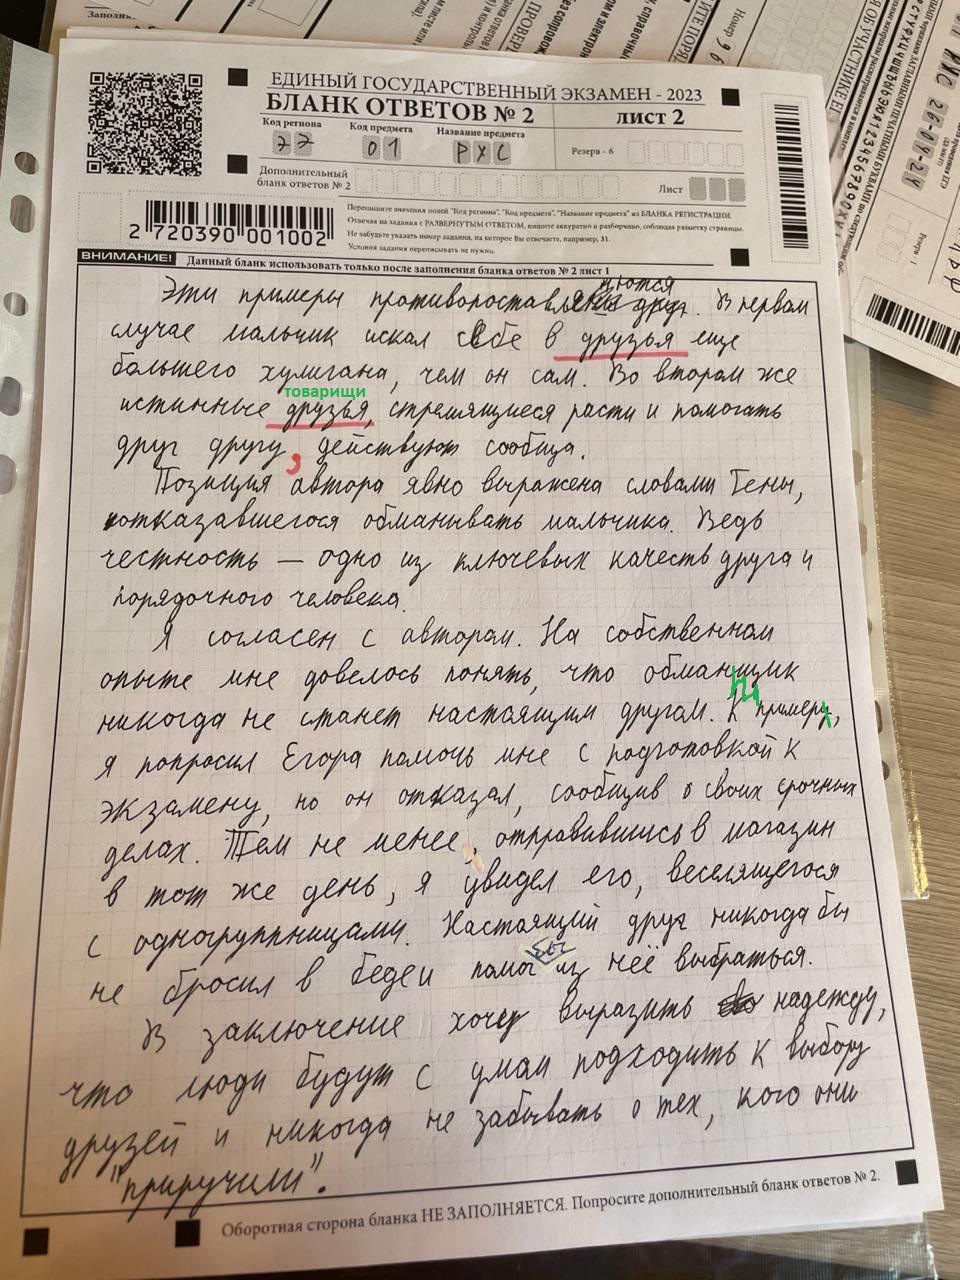 ЕДИНЫЙ ГОСУДАРСТВЕННЫЙ ЭКЗАМЕН - 2023
БЛАНК ОТВЕТОВ № 2
лист 2
Код региона
Код предмета
Название предмета
Резерв - 6
77
01
РУС
Дополнительный
бланк ответов № 2
Лист
Перепишите значения полей "Код региона", "Код предмета", "Название предмета" из БЛАНКА РЕГИСТРАЦИИ.
Отвечая на задания с РАЗВЕРНУТЫМ ОТВЕТОМ, пишите аккуратно и разборчиво, соблюдая разметку страницы.
Не забудьте указать номер задания, на которое Вы отвечаете, например, 31.
Условия задания переписывать не нужно.
2 720390 001002
ВНИМАНИЕ!
Данный бланк использовать только после заполнения бланка ответов № 2 лист 1
Эти примеры противопоставляются. В первом
случае мальчик искал себе в друзья еще
большего хулигана, чем он сам. Во втором же
товарищи
истинные друзья, стремящиеся расти и помогать
друг другу, действуют сообща.
Позиция автора явно выражена словами Гены,
отказавшегося обманывать мальчика. Ведь
честность — одно из ключевых качеств друга и
порядочного человека.
Я согласен с автором. На собственном
опыте мне довелось понять, что обманщик
никогда не станет настоящим другом. К примеру,
я попросил Егора помочь мне с подготовкой к
экзамену, но он отказал, сообщив о своих срочных
делах. Тем не менее, отправившись в магазин
в тот же день, я увидел его, веселящегося
с одногруппницами. Настоящий друг никогда бы
не бросил в беде и помог бы из неё выбраться.
В заключение хочу выразить надежду,
что люди будут с умом подходить к выбору
друзей и никогда не забывать о тех, кого они
"приручили".
Оборотная сторона бланка НЕ ЗАПОЛНЯЕТСЯ. Попросите дополнительный бланк ответов № 2.